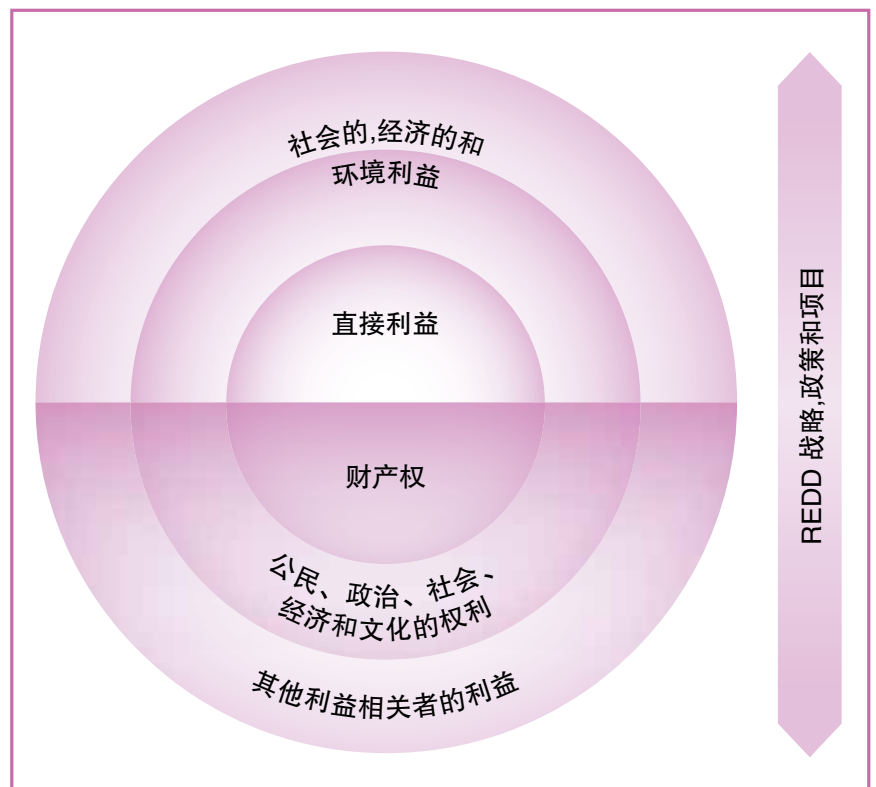 社会的,经济的和
环境利益
直接利益
财产权
公民、政治、社会、
经济和文化的权利
其他利益相关者的利益
REDD 战略,政策和项目